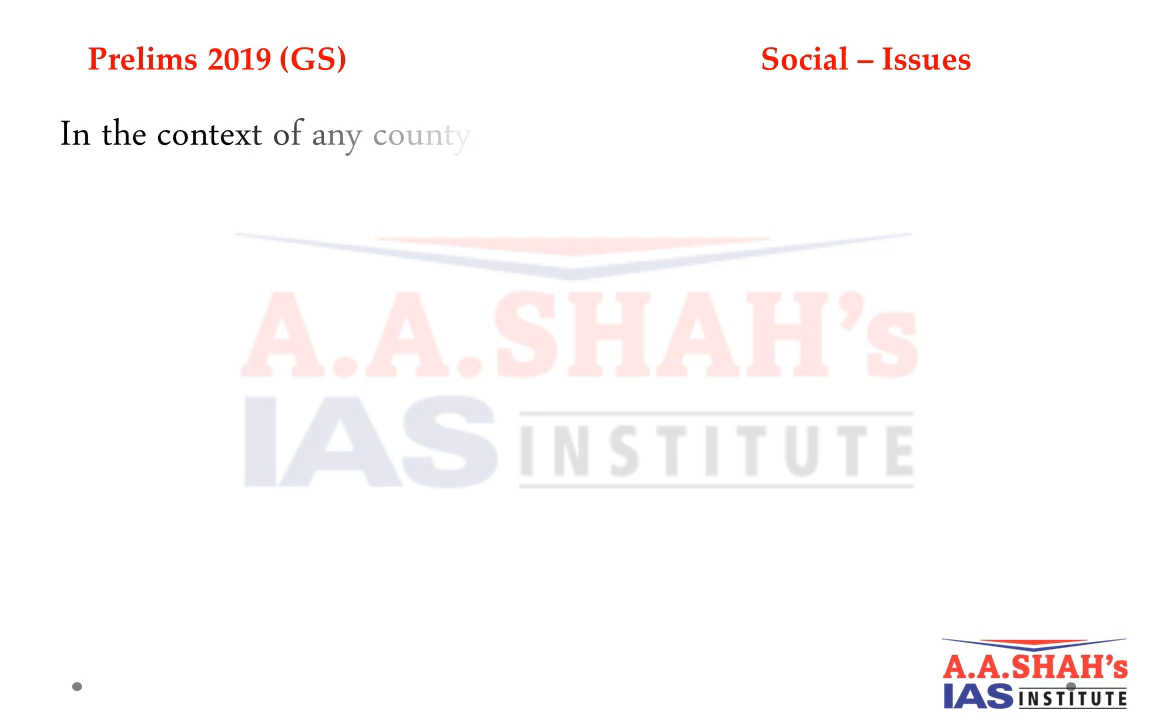 Prelims 2019 (GS)
Social – Issues
In the context of any county
A.A.SHAH's
IAS INSTITUTE
A.A.SHAH's
IAS INSTITUTE